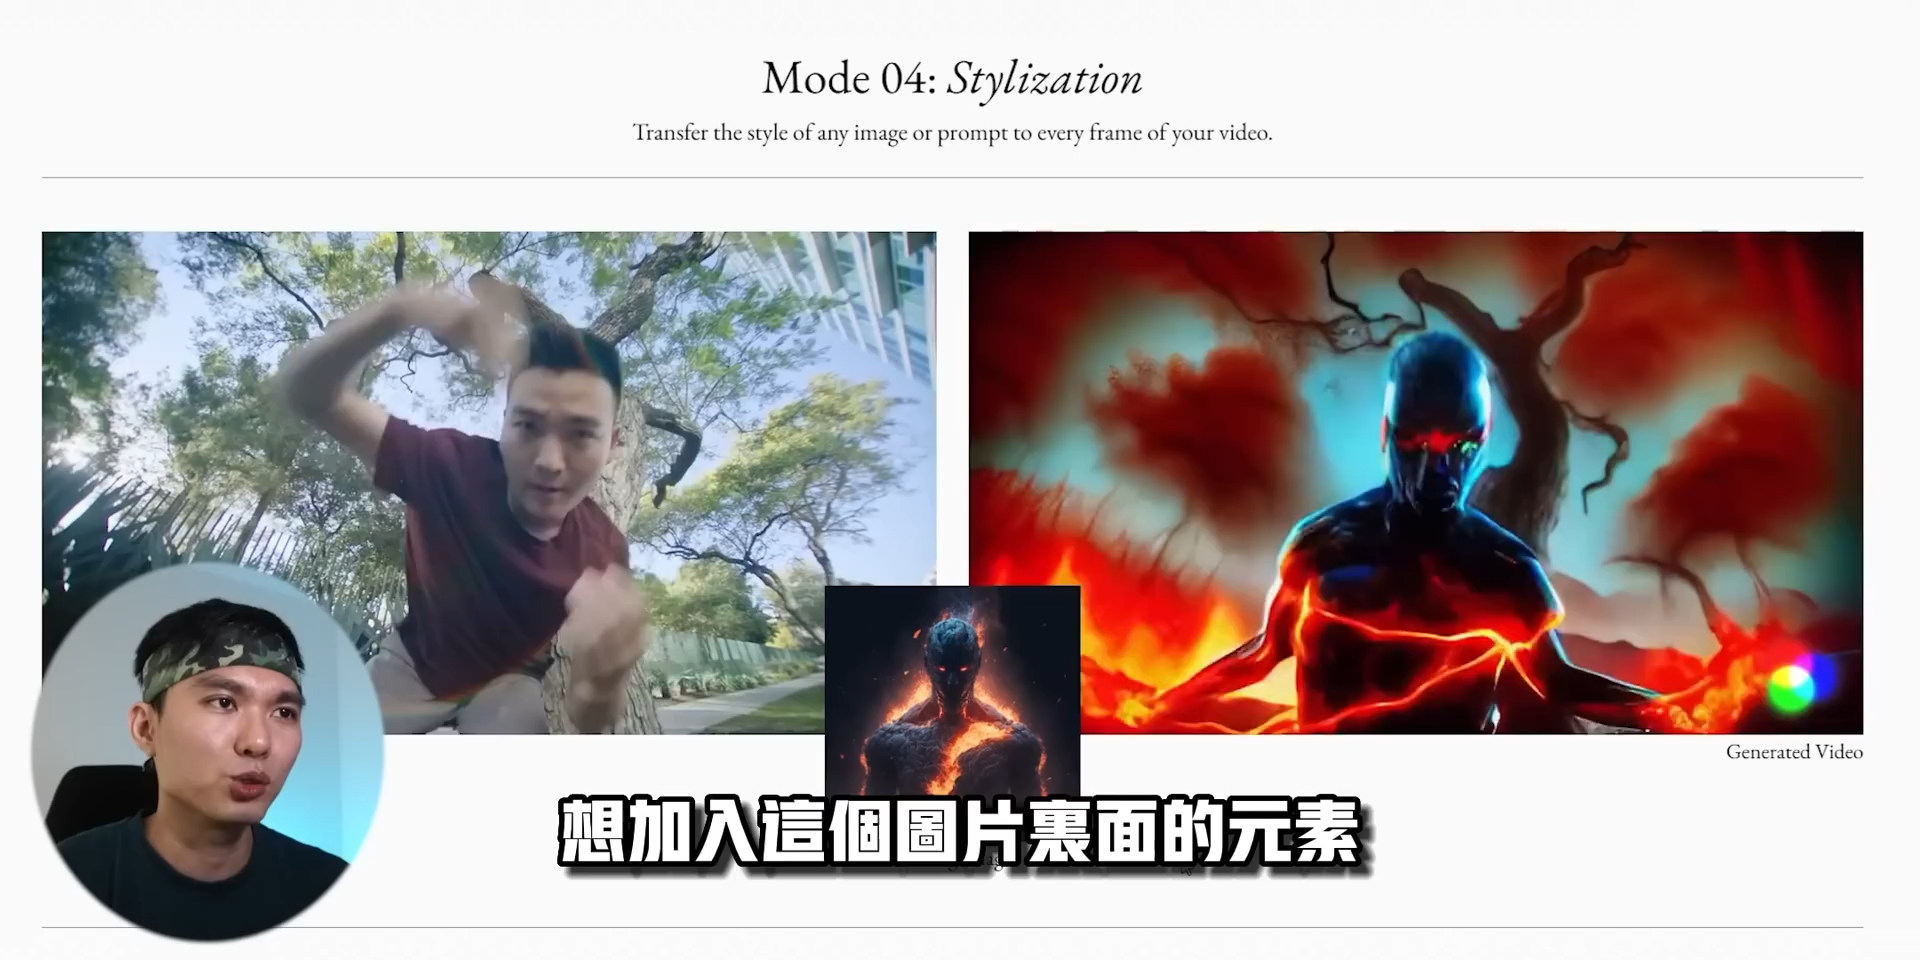 Mode 04: Stylization
Transfer the style of any image or prompt to every frame of your video.
Generated Video
想加入這個圖片裏面的元素